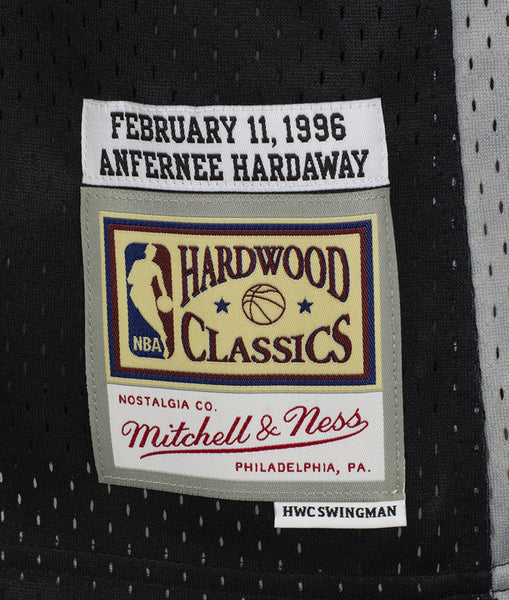 FEBRUARY 11, 1996
ANFERNEE HARDAWAY
HARDWOOD
CLASSICS
NBA
NOSTALGIA CO.
Mitchell & Ness
PHILADELPHIA, PA.
HWC SWINGMAN